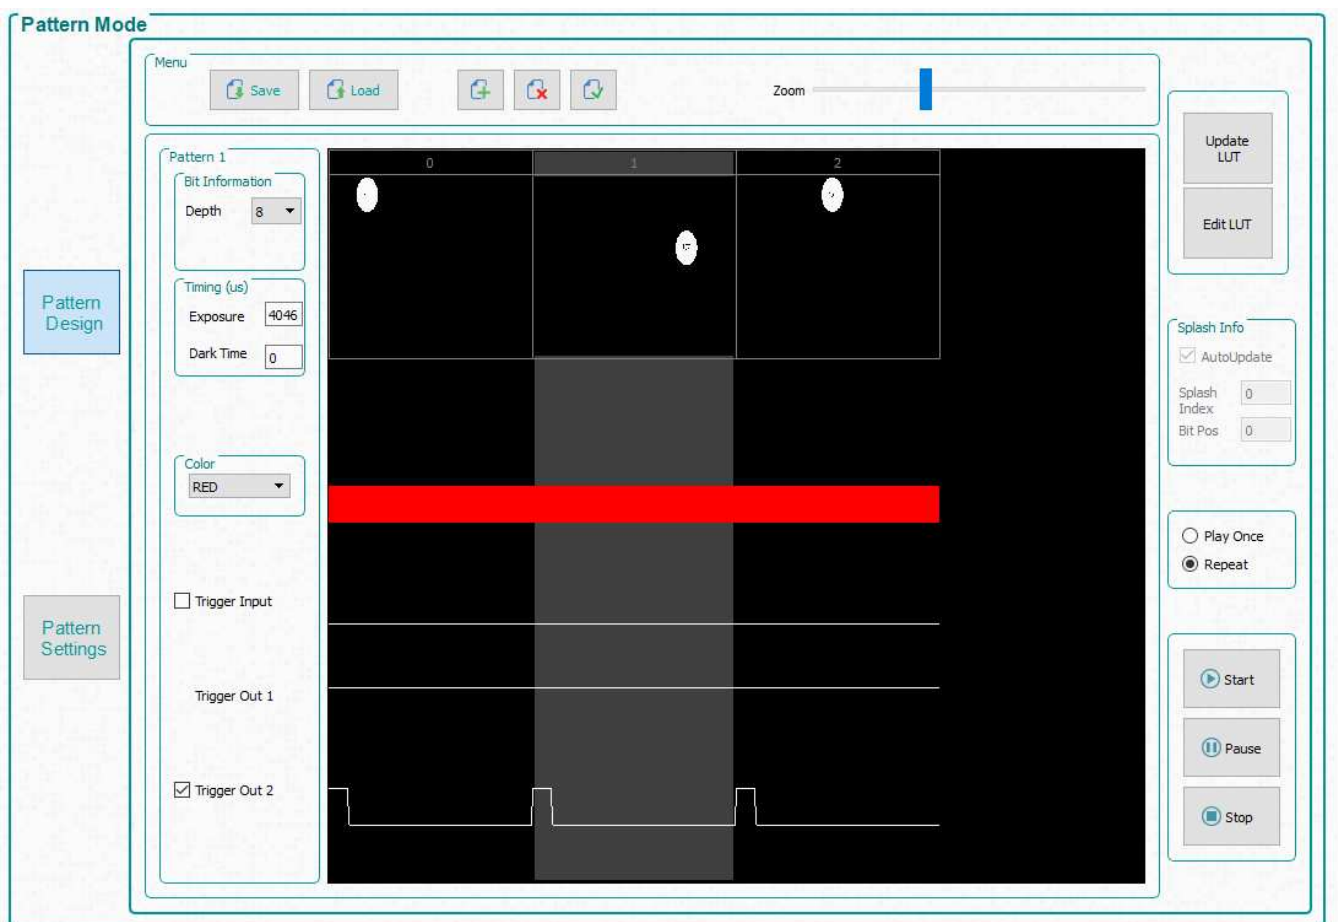 Pattern Mode
Menu
Save
Load
Zoom
Pattern 1
Bit Information
Depth 8
Timing (us)
Exposure 4046
Dark Time 0
Color
RED
Trigger Input
Trigger Out 1
Trigger Out 2
0 1 2
Pattern
Design
Pattern
Settings
Update
LUT
Edit LUT
Splash Info
AutoUpdate
Splash
Index
0
Bit Pos 0
Play Once
Repeat
Start
Pause
Stop